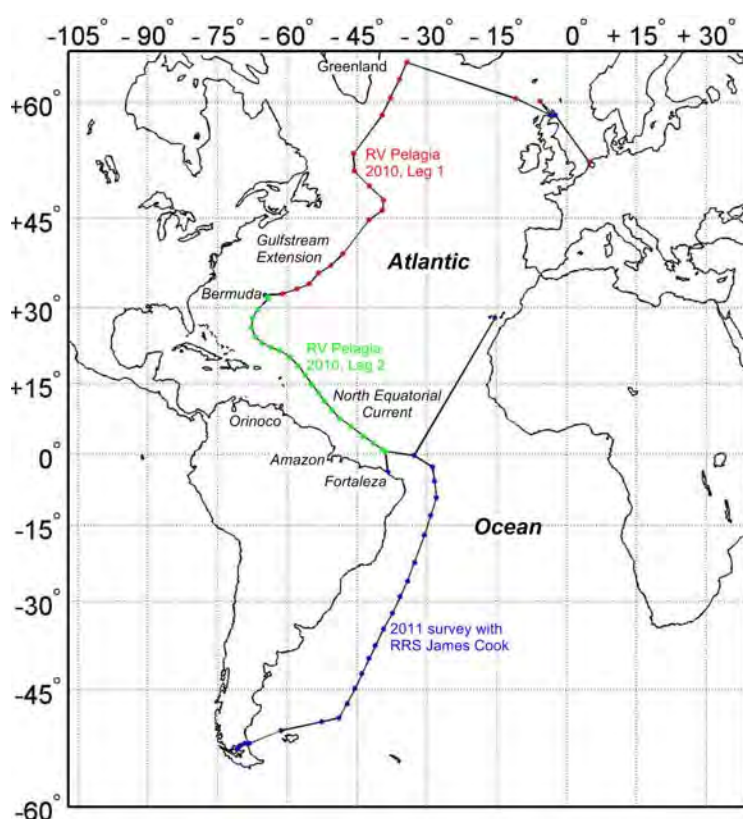 -105° -90° -75° -60° -45° -30° -15° 0° + 15° + 30°
Greenland
+60°
RV Pelagia
2010, Leg 1
+45°
Gulfstream
Extension
Atlantic
Bermuda
+30°
RV Pelagia
2010, Leg 2
+15°
North Equatorial
Current
Orinoco
0°
Amazon
Fortaleza
-15°
Ocean
-30°
2011 survey with
RRS James Cook
-45°
-60°